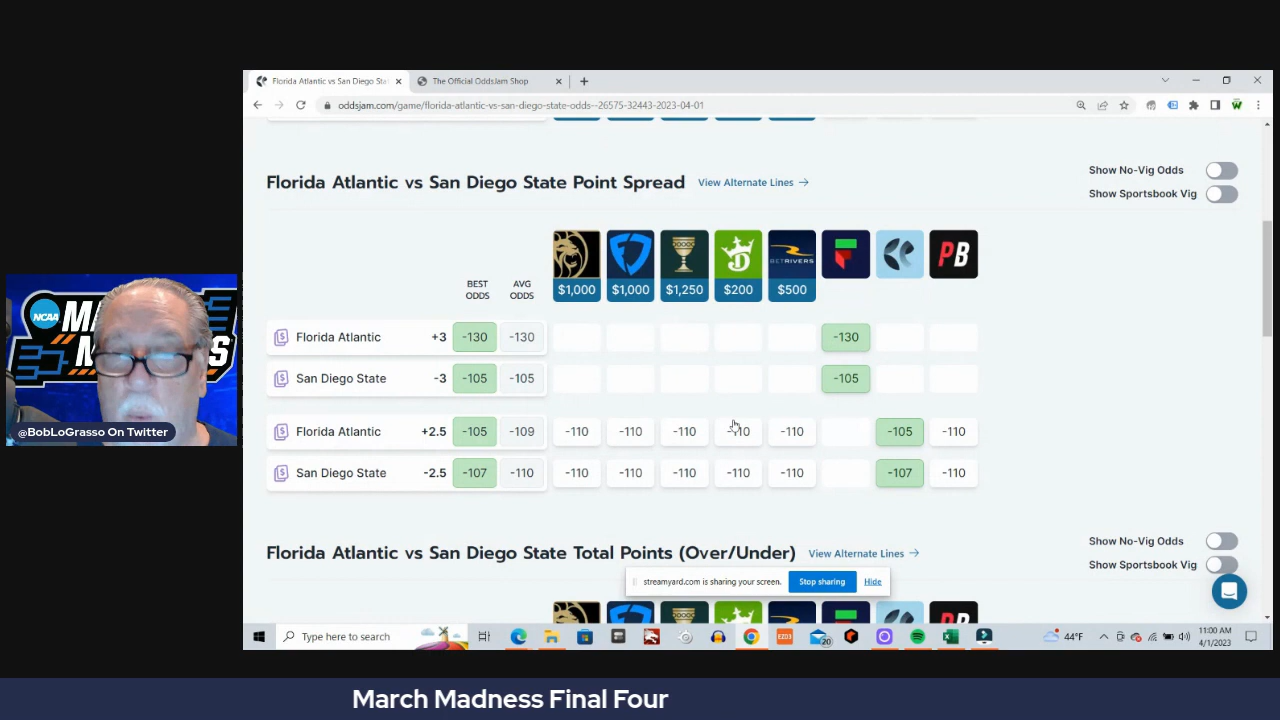 Florida Atlantic vs San Diego Sta
The Official OddsJam Shop
oddsjam.com/game/florida-atlantic-vs-san-diego-state-odds--26575-32443-2023-04-01
Florida Atlantic vs San Diego State Point Spread
View Alternate Lines →
Show No-Vig Odds
Show Sportsbook Vig
BETRIVERS
PB
BEST ODDS
AVG ODDS
$1,000
$1,000
$1,250
$200
$500
Florida Atlantic +3 -130 -130 -130
San Diego State -3 -105 -105 -105
Florida Atlantic +2.5 -105 -109 -110 -110 -110 -110 -110 -105 -110
San Diego State -2.5 -107 -110 -110 -110 -110 -110 -110 -107 -110
NCAA
@BobLoGrasso On Twitter
Florida Atlantic vs San Diego State Total Points (Over/Under)
View Alternate Lines →
Show No-Vig Odds
Show Sportsbook Vig
streamyard.com is sharing your screen.
Stop sharing
Hide
Type here to search
EZD3
20
44°F
11:00 AM
4/1/2023
March Madness Final Four